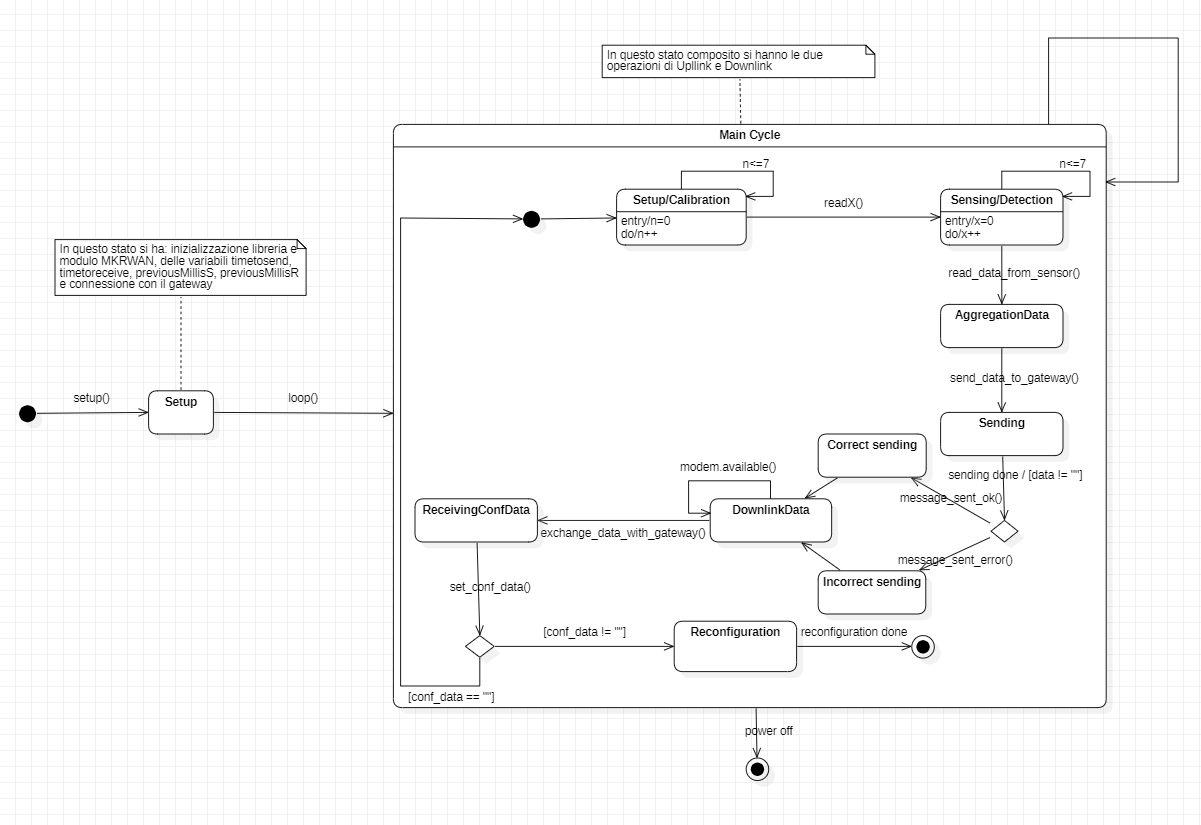 In questo stato composito si hanno le due
operazioni di Upllink e Downlink
Main Cycle
n<=7
n<=7
Setup/Calibration
entry/n=0
do/n++
readX()
Sensing/Detection
entry/x=0
do/x++
In questo stato si ha: inizializzazione libreria e
modulo MKRWAN, delle variabili timetosend,
timetoreceive, previousMillisS, previousMillisR
e connessione con il gateway
read_data_from_sensor()
AggregationData
send_data_to_gateway()
setup()
Setup
loop()
Sending
Correct sending
modem.available()
sending done / [data != ""]
message_sent_ok()
ReceivingConfData
DownlinkData
exchange_data_with_gateway()
message_sent_error()
Incorrect sending
set_conf_data()
[conf_data != ""]
Reconfiguration
reconfiguration done
[conf_data == ""]
power off